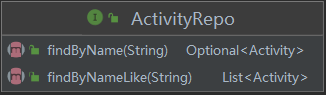 I ActivityRepo
m findByName(String) Optional<Activity>
m findByNameLike(String) List<Activity>